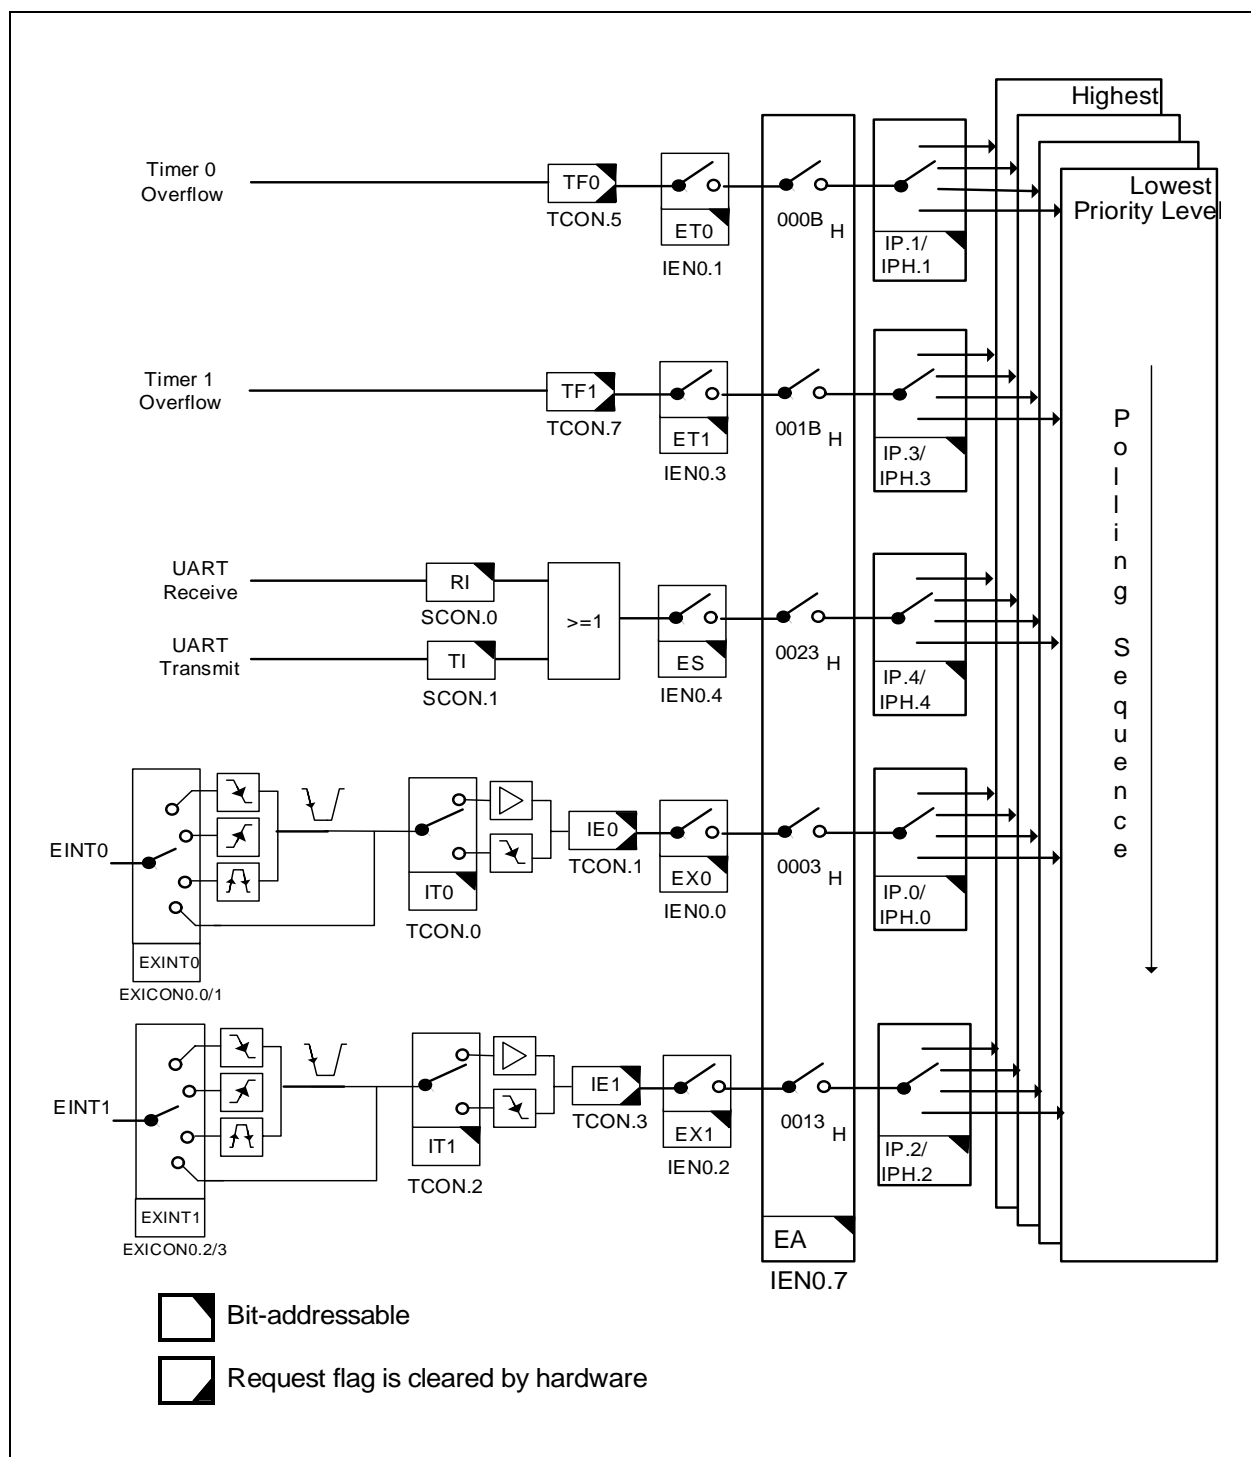 Highest
Lowest
Priority Level
Timer 0
Overflow
TF0
TCON.5
ET0
IEN0.1
000B H
IP.1/
IPH.1
Timer 1
Overflow
TF1
TCON.7
ET1
IEN0.3
001B H
IP.3/
IPH.3
UART
Receive
RI
SCON.0
UART
Transmit
TI
SCON.1
>=1
ES
IEN0.4
0023 H
IP.4/
IPH.4
EINT0
EXINT0
EXICON0.0/1
IT0
TCON.0
IE0
TCON.1
EX0
IEN0.0
0003 H
IP.0/
IPH.0
EINT1
EXINT1
EXICON0.2/3
IT1
TCON.2
IE1
TCON.3
EX1
IEN0.2
0013 H
IP.2/
IPH.2
EA
IEN0.7
Polling Sequence
Bit-addressable
Request flag is cleared by hardware